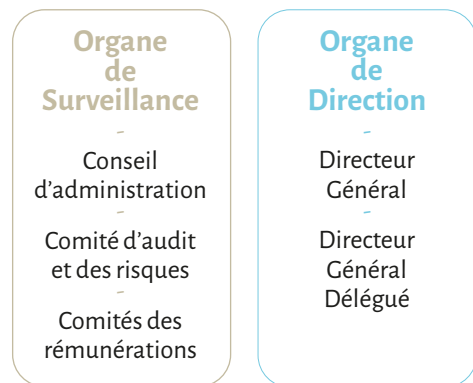 Organe
de
Surveillance
-
Conseil
d’administration
-
Comité d’audit
et des risques
-
Comités des
rémunérations
Organe
de
Direction
-
Directeur
Général
-
Directeur
Général
Délégué